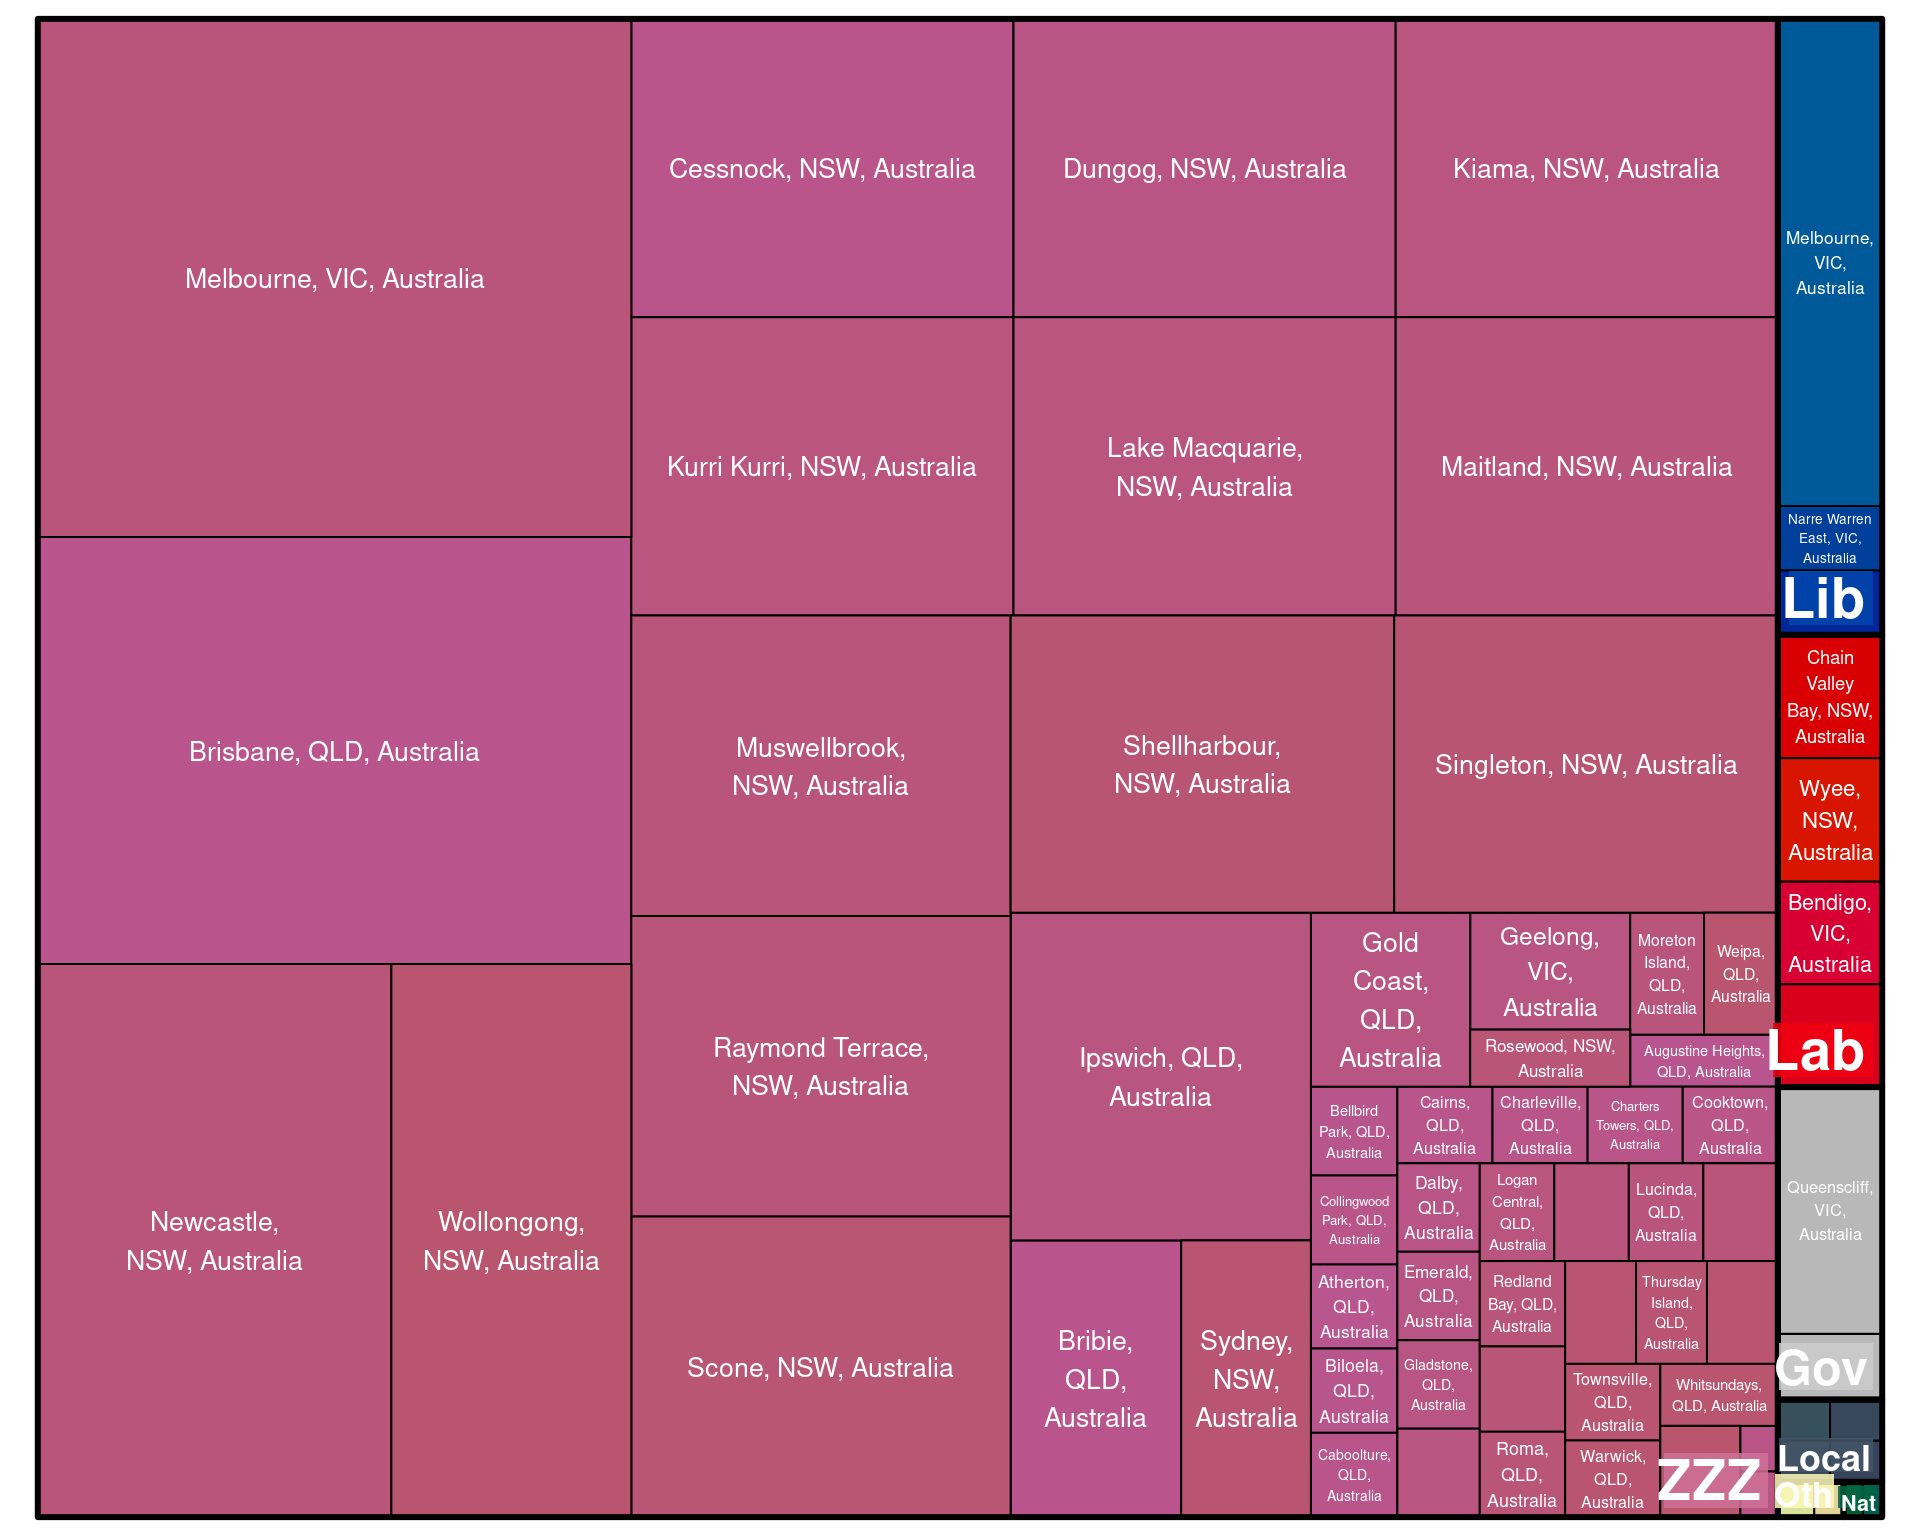 Melbourne, VIC, Australia
Brisbane, QLD, Australia
Newcastle,
NSW, Australia
Wollongong,
NSW, Australia
Cessnock, NSW, Australia
Dungog, NSW, Australia
Kiama, NSW, Australia
Kurri Kurri, NSW, Australia
Lake Macquarie,
NSW, Australia
Maitland, NSW, Australia
Muswellbrook,
NSW, Australia
Shellharbour,
NSW, Australia
Singleton, NSW, Australia
Raymond Terrace,
NSW, Australia
Scone, NSW, Australia
Ipswich, QLD,
Australia
Bribie,
QLD,
Australia
Sydney,
NSW,
Australia
Gold
Coast,
QLD,
Australia
Geelong,
VIC,
Australia
Rosewood, NSW,
Australia
Moreton
Island,
QLD,
Australia
Weipa,
QLD,
Australia
Augustine Heights,
QLD, Australia
Bellbird
Park, QLD,
Australia
Collingwood
Park, QLD,
Australia
Atherton,
QLD,
Australia
Biloela,
QLD,
Australia
Caboolture,
QLD,
Australia
Cairns,
QLD,
Australia
Charleville,
QLD,
Australia
Charters
Towers, QLD,
Australia
Cooktown,
QLD,
Australia
Dalby,
QLD,
Australia
Emerald,
QLD,
Australia
Gladstone,
QLD,
Australia
Logan
Central,
QLD,
Australia
Lucinda,
QLD,
Australia
Redland
Bay, QLD,
Australia
Thursday
Island,
QLD,
Australia
Roma,
QLD,
Australia
Townsville,
QLD,
Australia
Whitsundays,
QLD, Australia
Warwick,
QLD,
Australia
ZZZ
Melbourne,
VIC,
Australia
Narre Warren
East, VIC,
Australia
Lib
Chain
Valley
Bay, NSW,
Australia
Wyee,
NSW,
Australia
Bendigo,
VIC,
Australia
Lab
Queenscliff,
VIC,
Australia
Gov
Local
Oth
Nat